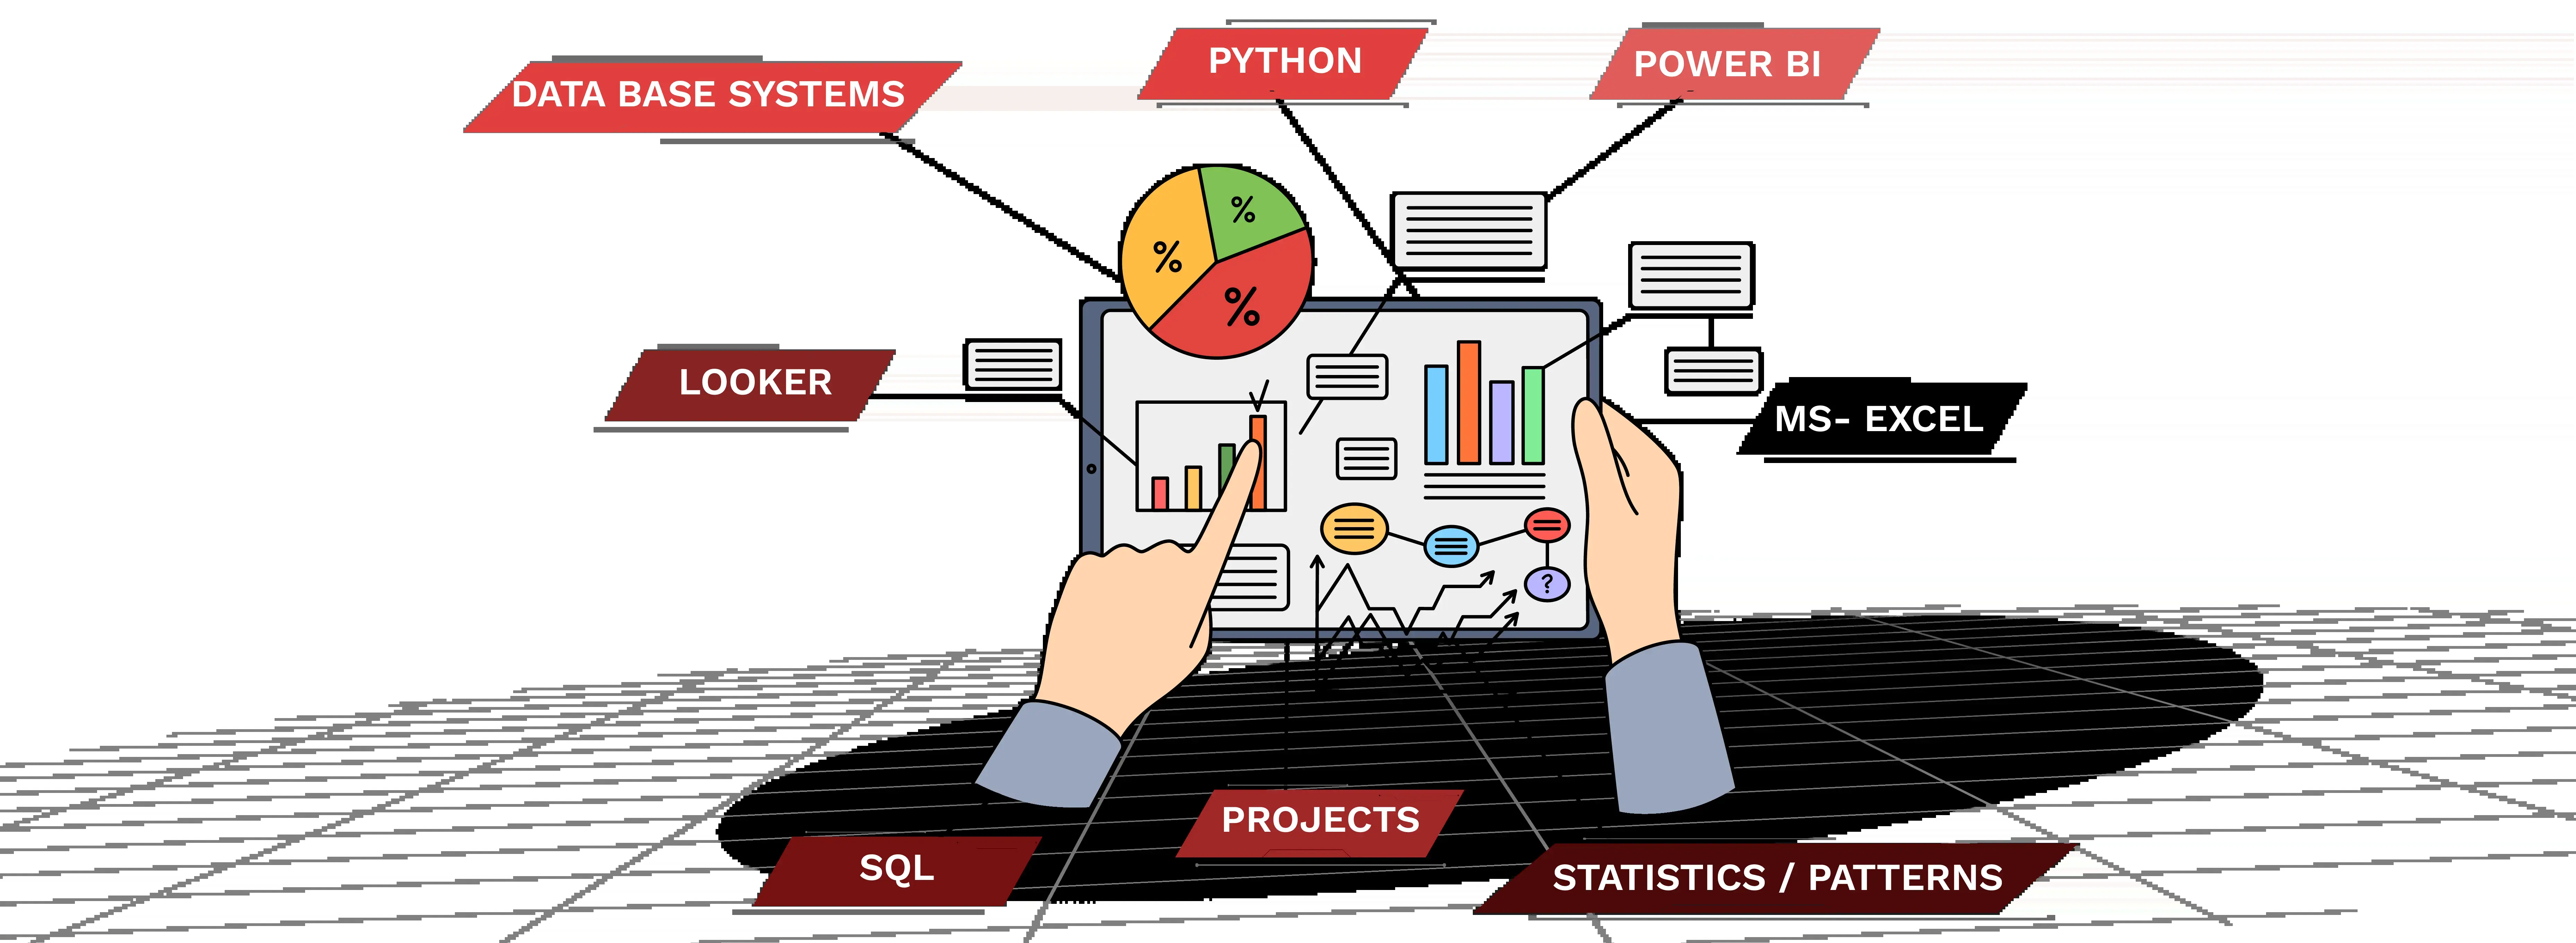 DATA BASE SYSTEMS
PYTHON
POWER BI
%
%
%
LOOKER
MS- EXCEL
?
PROJECTS
SQL
STATISTICS / PATTERNS